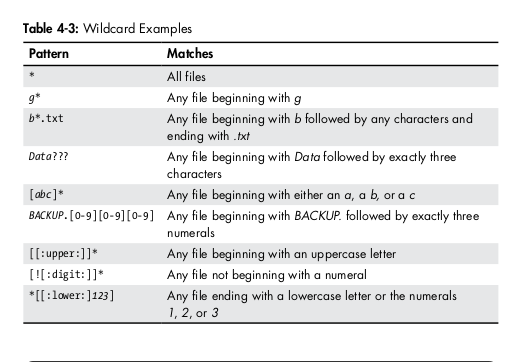 Table 4-3: Wildcard Examples
Pattern Matches
* All files
g* Any file beginning with g
b*.txt Any file beginning with b followed by any characters and
ending with .txt
Data??? Any file beginning with Data followed by exactly three
characters
[abc]* Any file beginning with either an a, a b, or a c
BACKUP.[0-9][0-9][0-9] Any file beginning with BACKUP. followed by exactly three
numerals
[[:upper:]]* Any file beginning with an uppercase letter
[![:digit:]]* Any file not beginning with a numeral
*[[:lower:]123] Any file ending with a lowercase letter or the numerals
1, 2, or 3